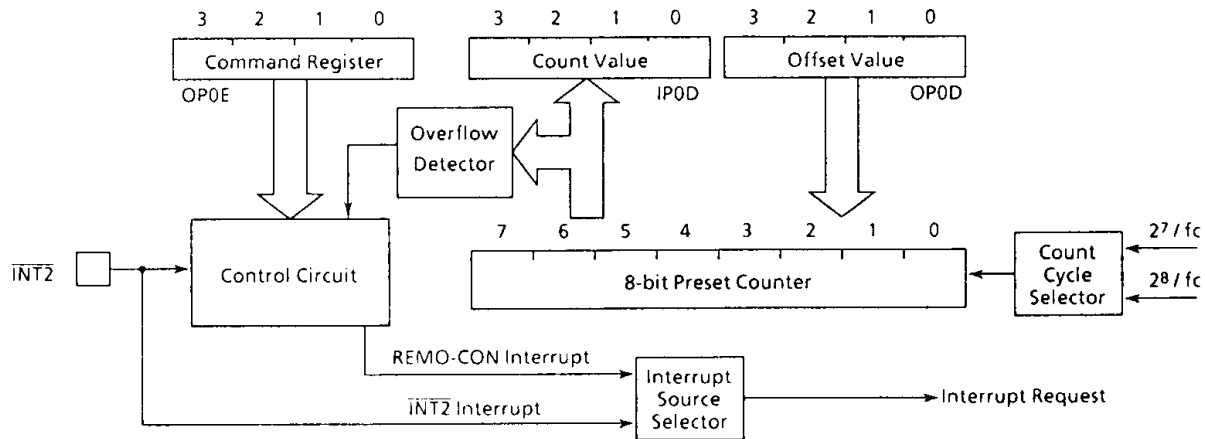 3 2 1 0 3 2 1 0 3 2 1 0
Command Register Count Value Offset Value
OP0E IP0D OP0D
Overflow
Detector
7 6 5 4 3 2 1 0
INT2
Control Circuit
8-bit Preset Counter
Count
Cycle
Selector
2⁷ / fc
2⁸ / fc
REMO-CON Interrupt
INT2 Interrupt
Interrupt
Source
Selector
Interrupt Request